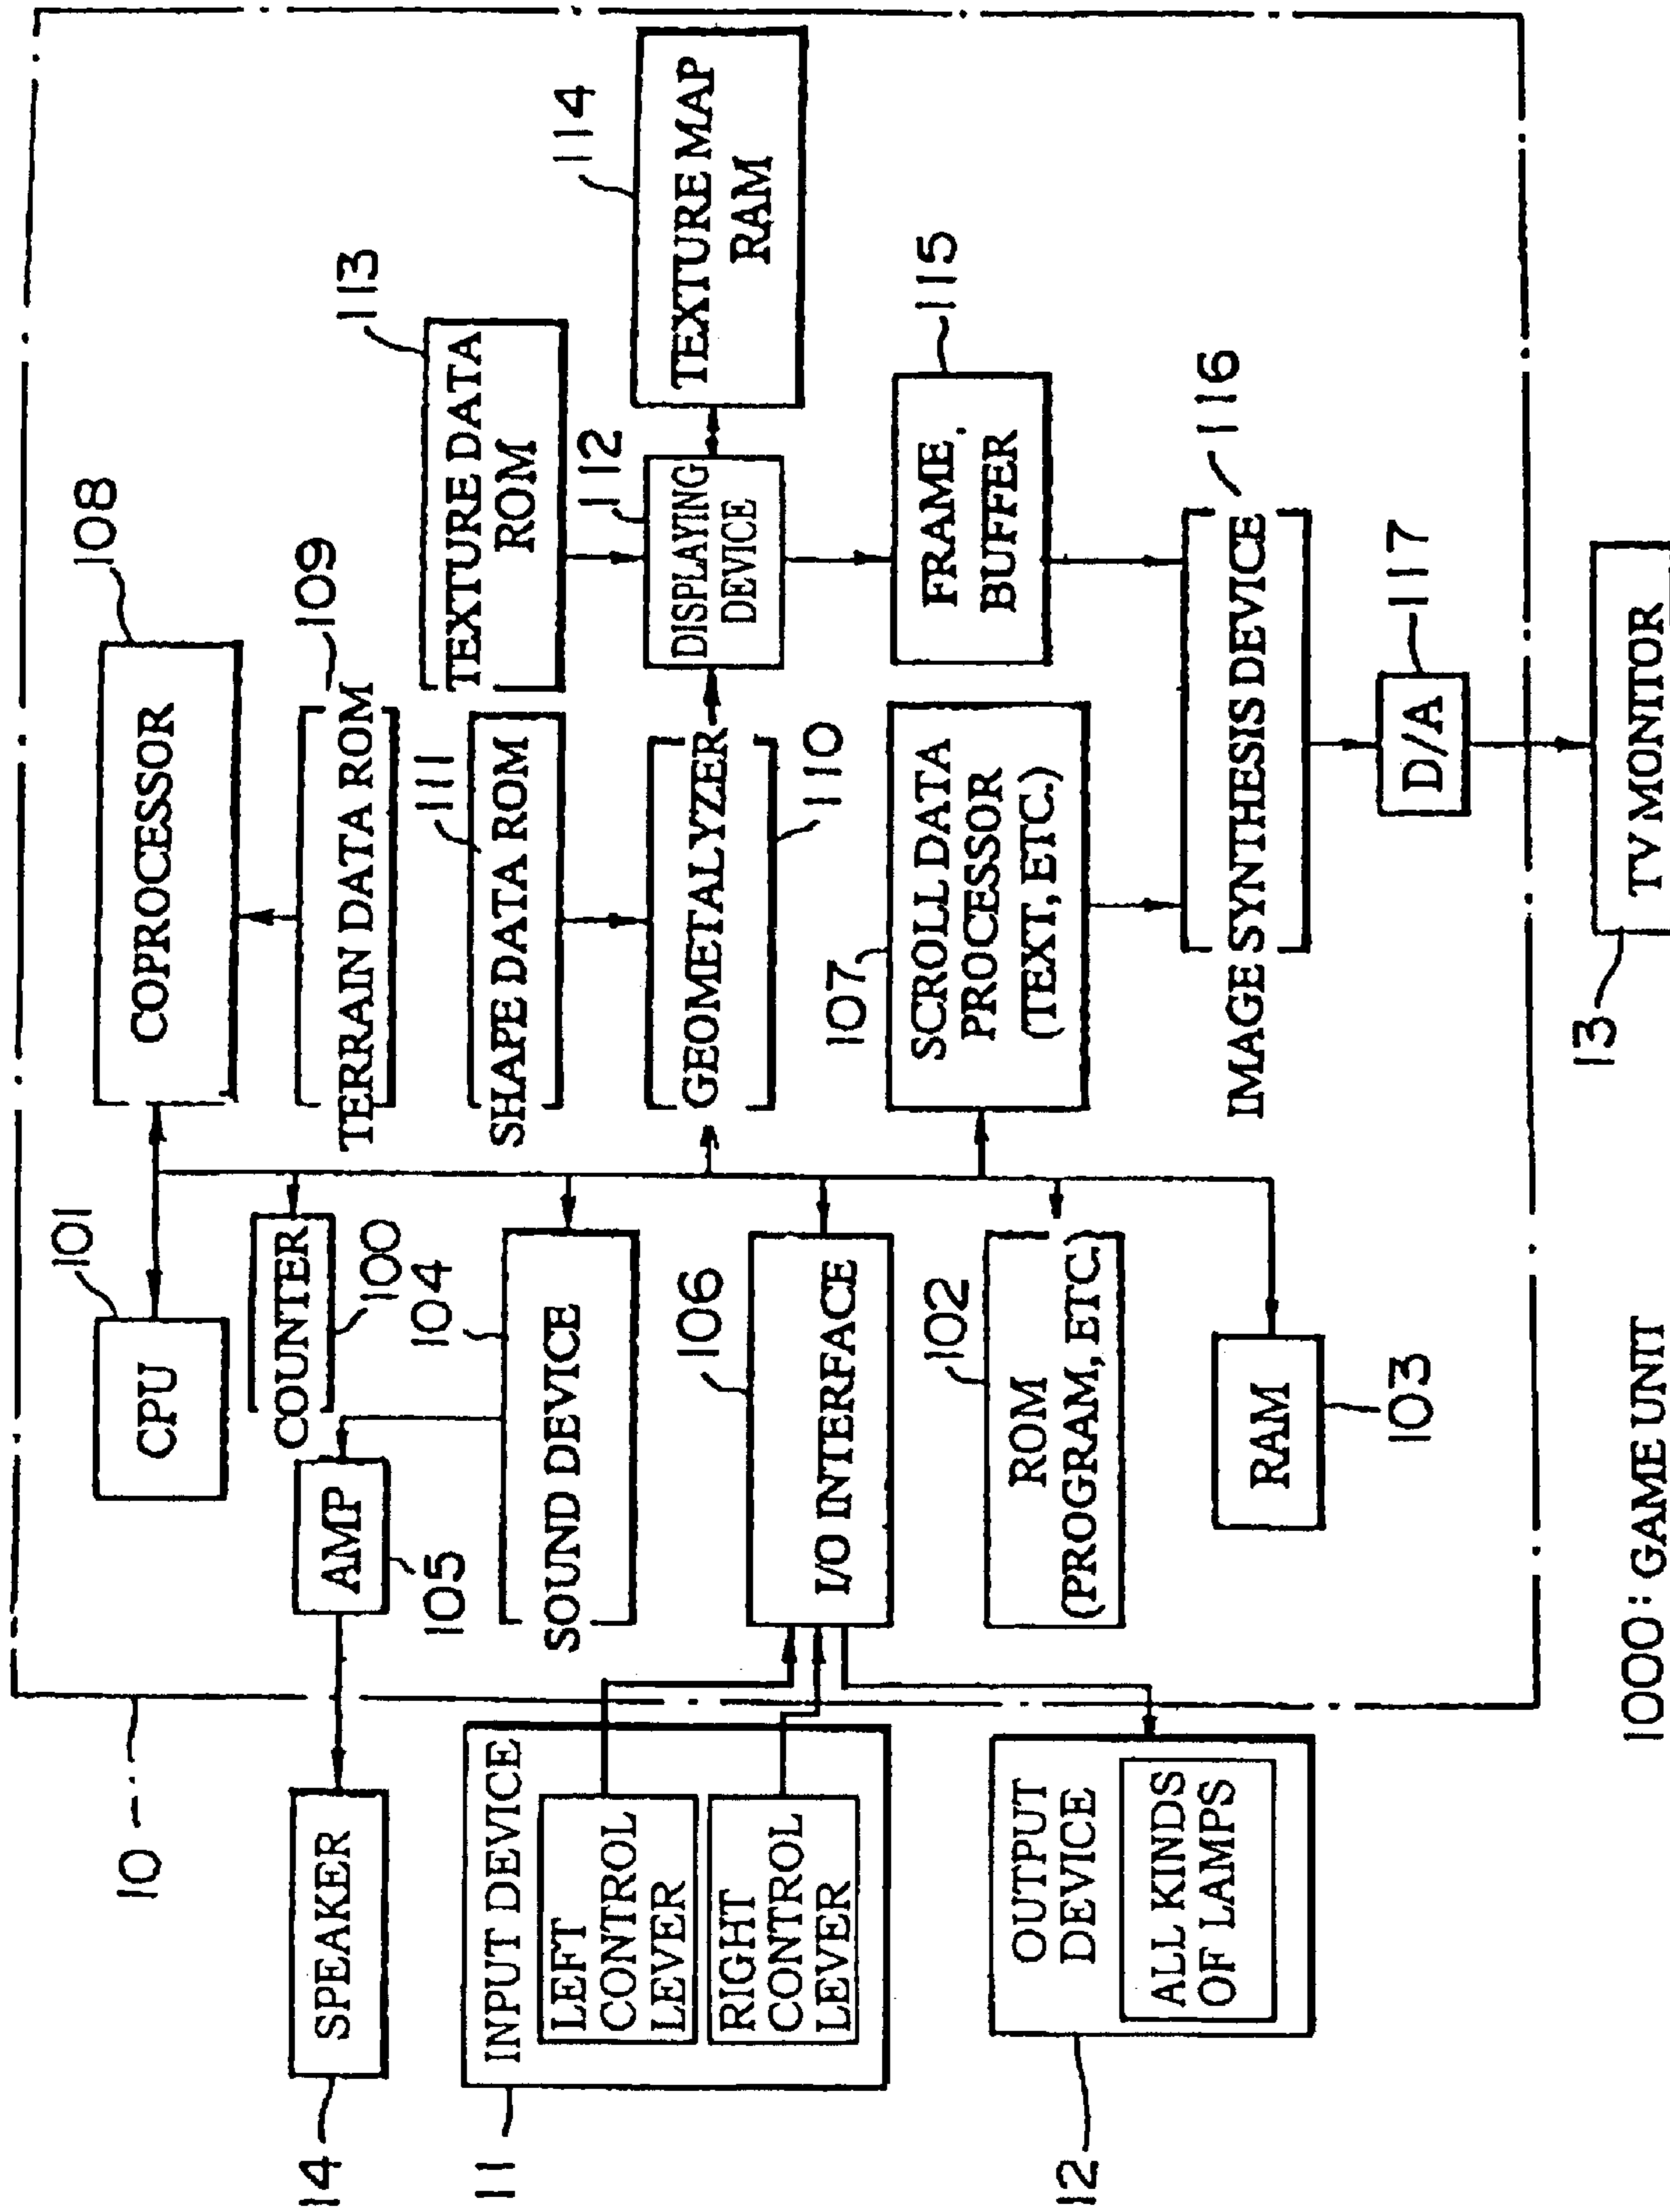 10
101
CPU
108
COPROCESSOR
COUNTER
100
109
TERRAIN DATA ROM
113
TEXTURE DATA
ROM
14
SPEAKER
AMP
105
104
SOUND DEVICE
111
SHAPE DATA ROM
112
DISPLAYING
DEVICE
114
TEXTURE MAP
RAM
GEOMETALYZER
110
11
INPUT DEVICE
LEFT
CONTROL
LEVER
RIGHT
CONTROL
LEVER
106
I/O INTERFACE
107
SCROLL DATA
PROCESSOR
(TEXT, ETC.)
115
FRAME
BUFFER
102
ROM
(PROGRAM, ETC.)
12
OUTPUT
DEVICE
ALL KINDS
OF LAMPS
RAM
103
116
IMAGE SYNTHESIS DEVICE
117
D/A
13
TV MONITOR
1000: GAME UNIT